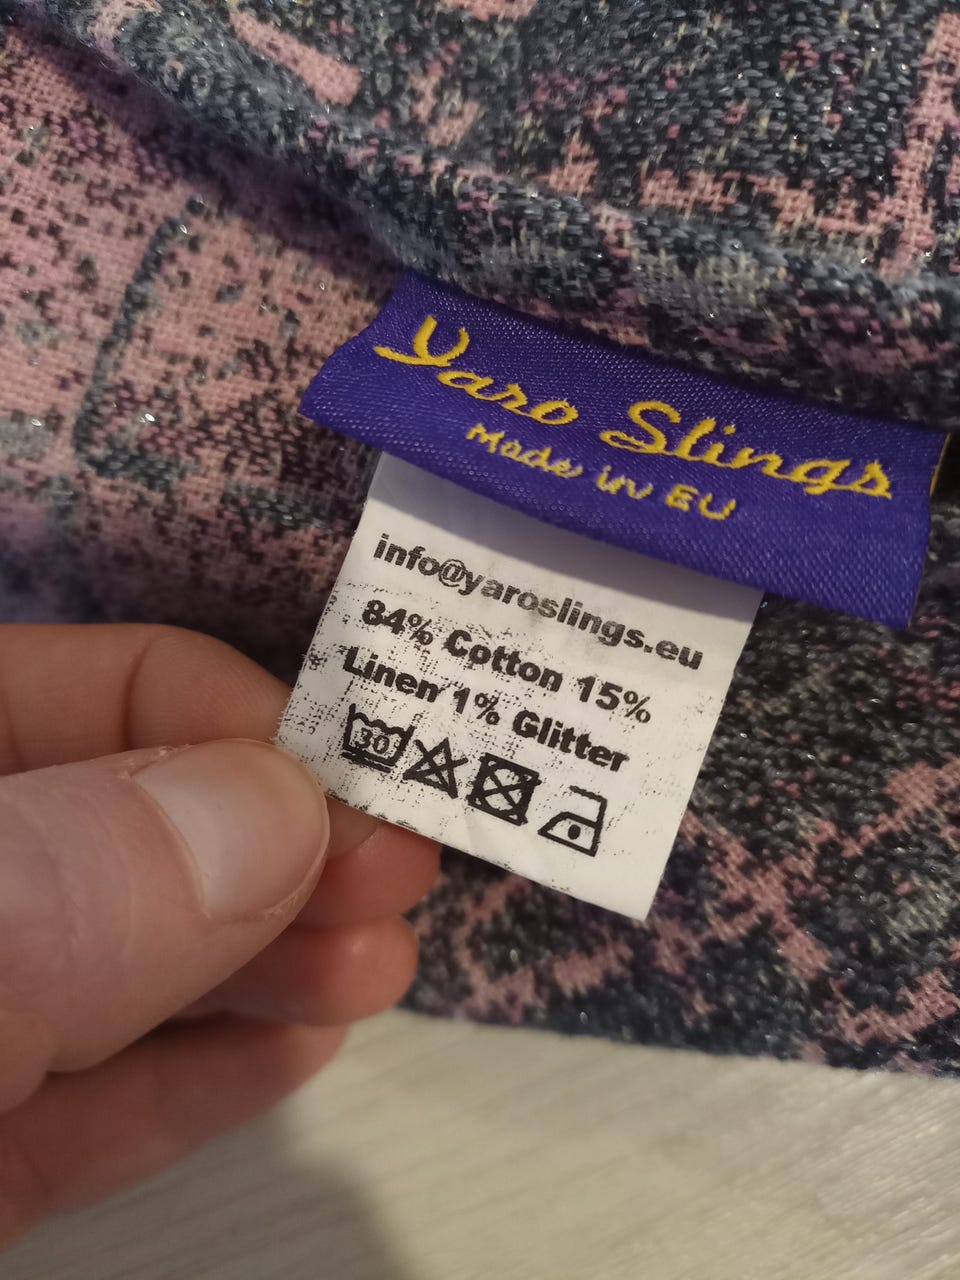 Yaro Slings
Made in EU
info@yaroslings.eu
84% Cotton 15%
Linen 1% Glitter
30